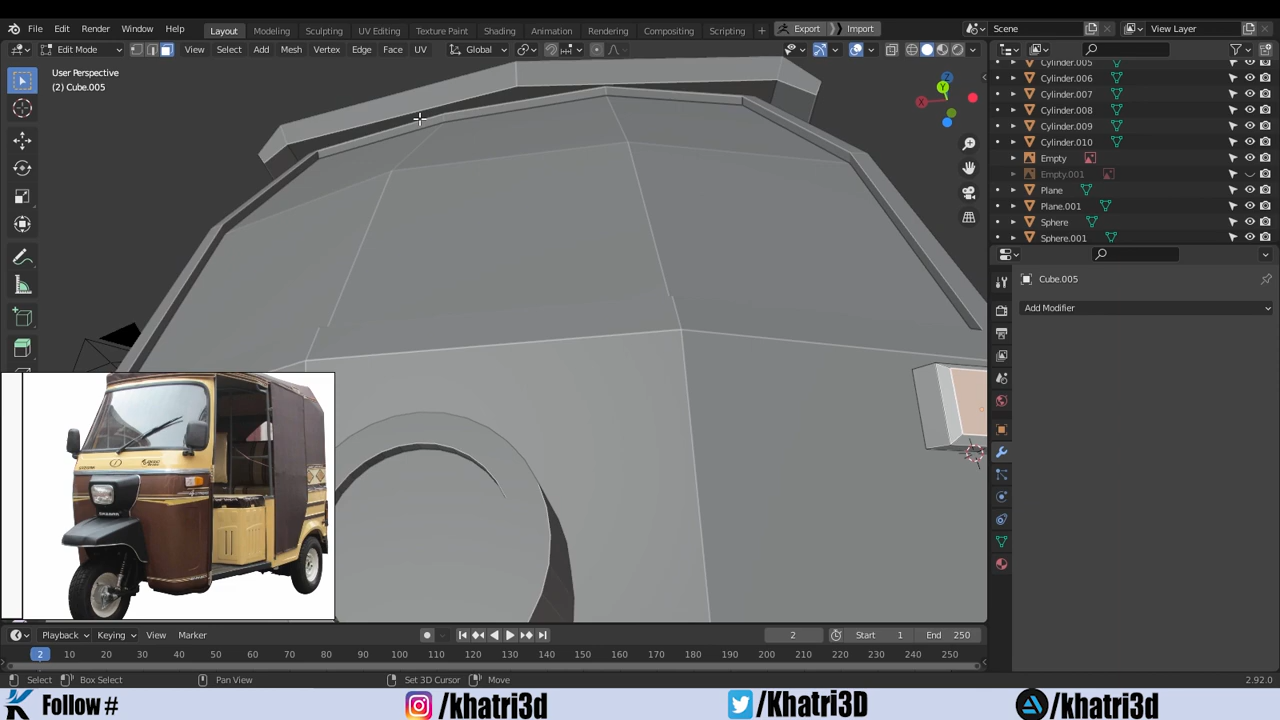 File Edit Render Window Help Layout Modeling Sculpting UV Editing Texture Paint Shading Animation Rendering Compositing Scripting + Export Import Scene View Layer
Edit Mode View Select Add Mesh Vertex Edge Face UV Global
User Perspective
(2) Cube.005
Cylinder.005
Cylinder.006
Cylinder.007
Cylinder.008
Cylinder.009
Cylinder.010
Empty
Empty.001
Plane
Plane.001
Sphere
Sphere.001
Cube.005
Add Modifier
X
Y
Z
Playback Keying View Marker 2 Start 1 End 250
2 10 20 30 40 50 60 70 80 90 100 110 120 130 140 150 160 170 180 190 200 210 220 230 240 250
Select Box Select Pan View Set 3D Cursor Move 2.92.0
Follow # /khatri3d /Khatri3D /khatri3d